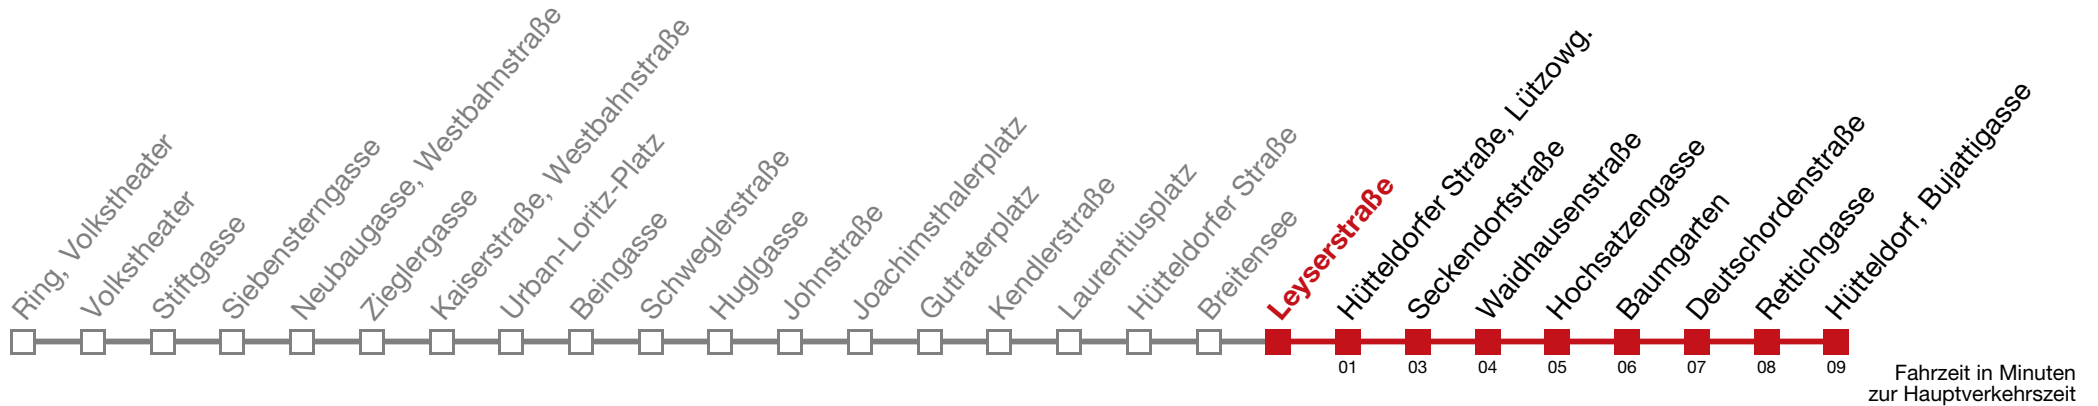 Ring, Volkstheater
Volkstheater
Stiftgasse
Siebensterngasse
Neubaugasse, Westbahnstraße
Zieglergasse
Kaiserstraße, Westbahnstraße
Urban-Loritz-Platz
Beingasse
Schweglerstraße
Huglgasse
Johnstraße
Joachimsthalerplatz
Gutraterplatz
Kendlerstraße
Laurentiusplatz
Hütteldorfer Straße
Breitensee
Leyserstraße
Hütteldorfer Straße, Lützowg.
Seckendorfstraße
Waidhausenstraße
Hochsatzengasse
Baumgarten
Deutschordenstraße
Rettichgasse
Hütteldorf, Bujattigasse
01 03 04 05 06 07 08 09
Fahrzeit in Minuten
zur Hauptverkehrszeit